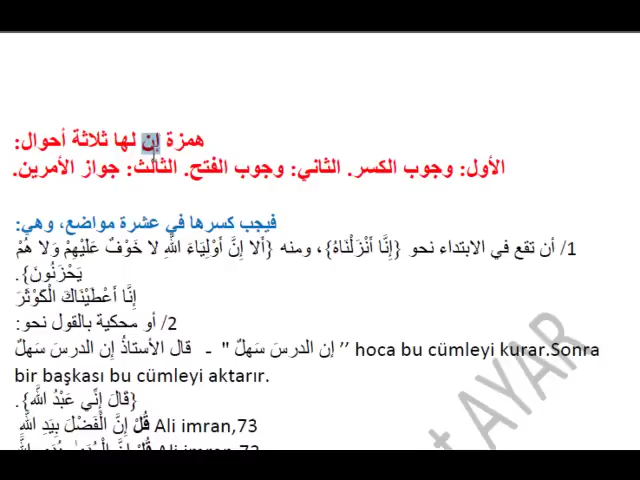 همزة إن لها ثلاثة أحوال:
الأول: وجوب الكسر. الثاني: وجوب الفتح. الثالث: جواز الأمرين.
فيجب كسرها في عشرة مواضع، وهي:
1/ أن تقع في الابتداء نحو {إِنَّا أَنْزَلْنَاهُ}، ومنه {أَلا إِنَّ أَوْلِيَاءَ اللَّهِ لا خَوْفٌ عَلَيْهِمْ وَلا هُمْ
يَحْزَنُونَ}.
إِنَّا أَعْطَيْنَاكَ الْكَوْثَرَ
2/ أو محكية بالقول نحو:
قال الأستاذُ إن الدرسَ سَهلٌ - " إن الدرسَ سَهلٌ ’’ hoca bu cümleyi kurar.Sonra
bir başkası bu cümleyi aktarır.
{قَالَ إِنِّي عَبْدُ اللَّهِ}.
قُلْ إِنَّ الْفَضْلَ بِيَدِ اللَّهِ Ali imran,73
AYAR